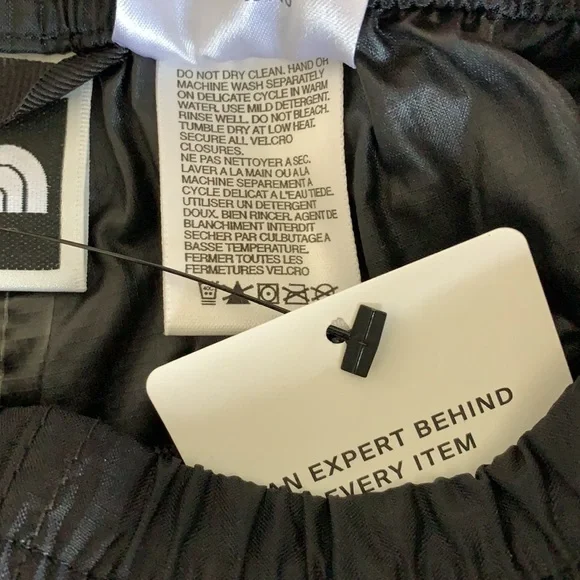 DO NOT DRY CLEAN. HAND OR
MACHINE WASH SEPARATELY
ON DELICATE CYCLE IN WARM
WATER. USE MILD DETERGENT.
RINSE WELL. DO NOT BLEACH.
TUMBLE DRY AT LOW HEAT.
SECURE ALL VELCRO
CLOSURES.
NE PAS NETTOYER A SEC.
LAVER A LA MAIN OU A LA
MACHINE SEPAREMENT A
CYCLE DELICAT A L'EAU TIEDE.
UTILISER UN DETERGENT
DOUX. BIEN RINCER. AGENT DE
BLANCHIMENT INTERDIT
SECHER PAR CULBUTAGE A
BASSE TEMPERATURE.
FERMER TOUTES LES
FERMETURES VELCRO
AN EXPERT BEHIND
EVERY ITEM